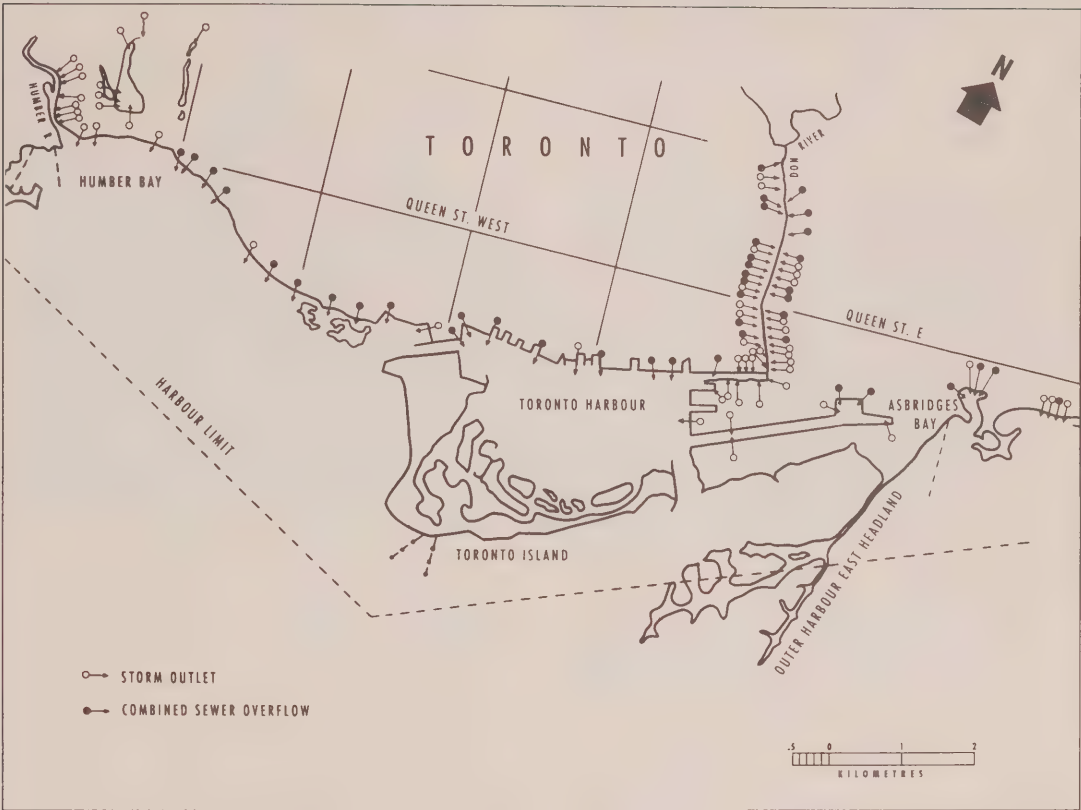 N
HUMBER R.
TORONTO
DON RIVER
HUMBER BAY
QUEEN ST. WEST
QUEEN ST. E
HARBOUR LIMIT
TORONTO HARBOUR
ASBRIDGES
BAY
TORONTO ISLAND
OUTER HARBOUR EAST HEADLAND
STORM OUTLET
COMBINED SEWER OVERFLOW
.5 0 1 2
KILOMETRES